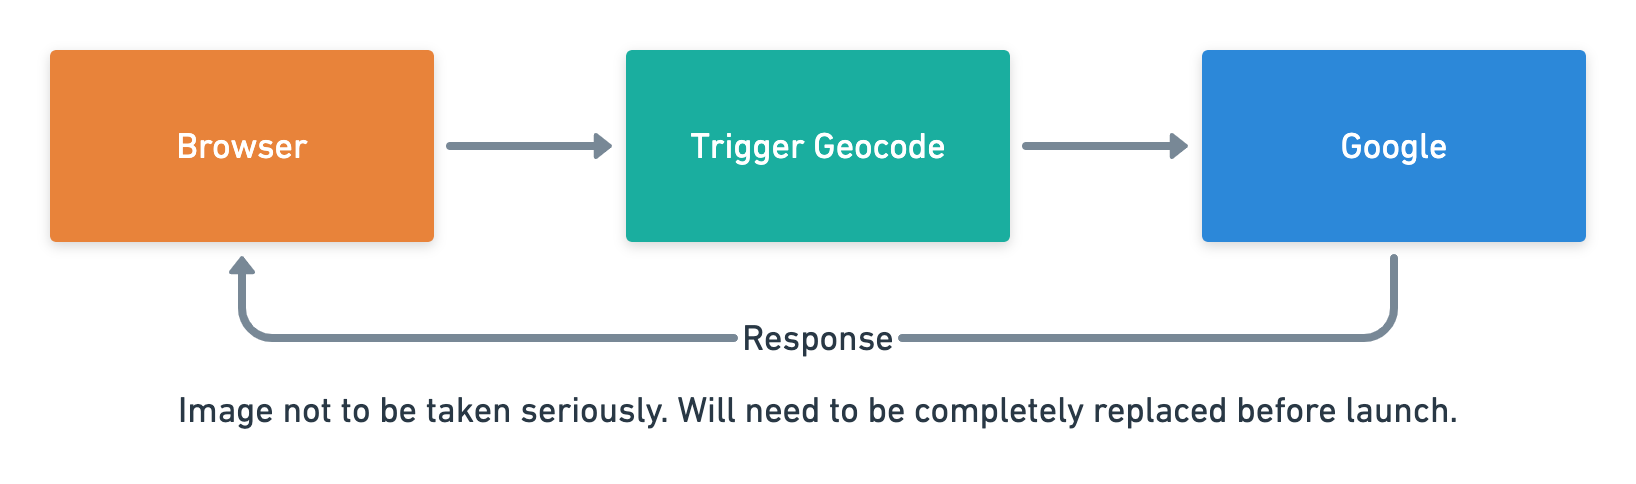 Browser
Trigger Geocode
Google
Response
Image not to be taken seriously. Will need to be completely replaced before launch.